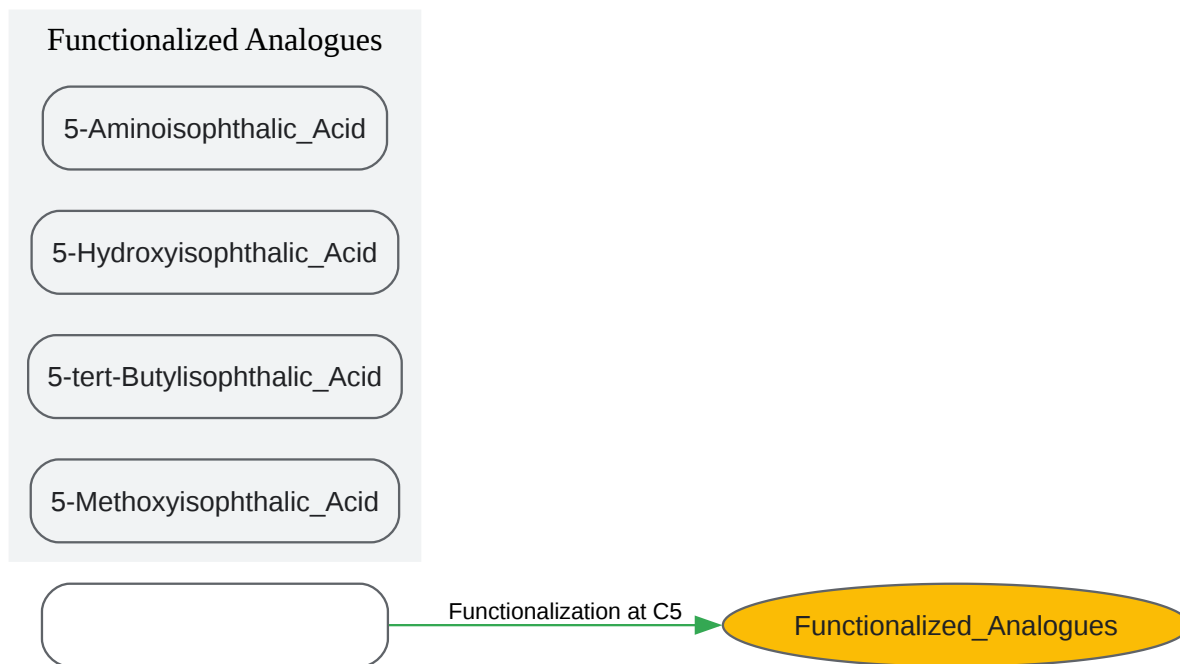 Functionalized Analogues
5-Aminoisophthalic_Acid
5-Hydroxyisophthalic_Acid
5-tert-Butylisophthalic_Acid
5-Methoxyisophthalic_Acid
Functionalization at C5
Functionalized_Analogues